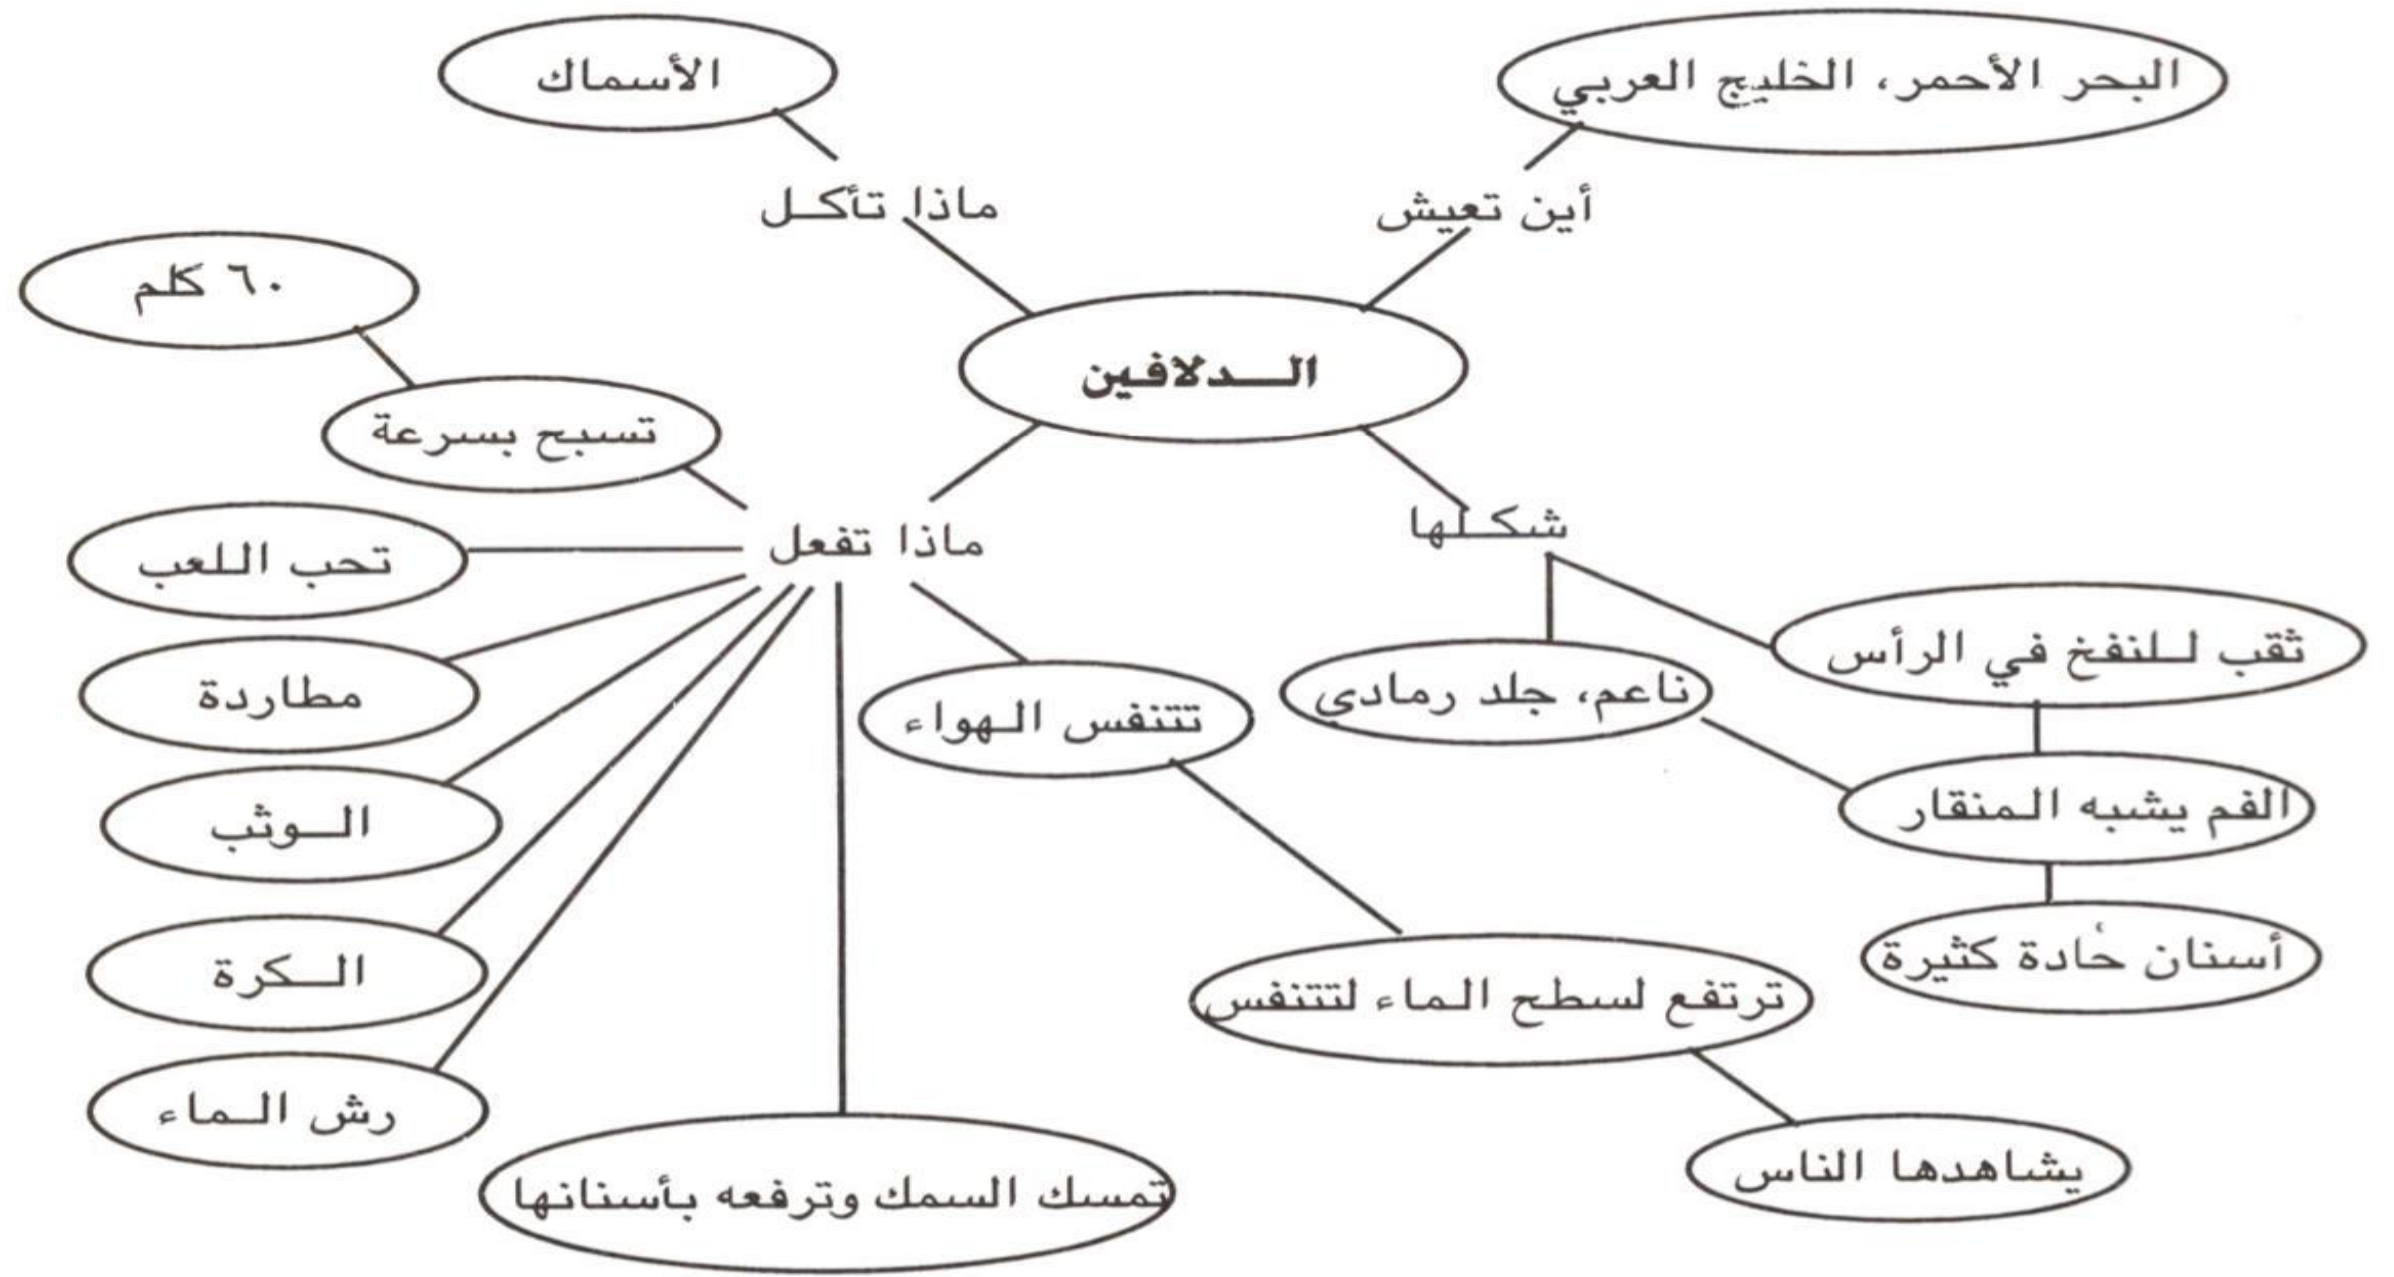 البحر الأحمر، الخليج العربي
الأسماك
أين تعيش
ماذا تأكل
٦٠ كلم
الدلافين
تسبح بسرعة
شكلها
ماذا تفعل
تحب اللعب
ثقب للنفخ في الرأس
ناعم، جلد رمادى
تتنفس الهواء
مطاردة
الفم يشبه المنقار
الوثب
أسنان حادة كثيرة
الكرة
ترتفع لسطح الماء لتتنفس
رش الماء
يشاهدها الناس
تمسك السمك وترفعه بأسنانها